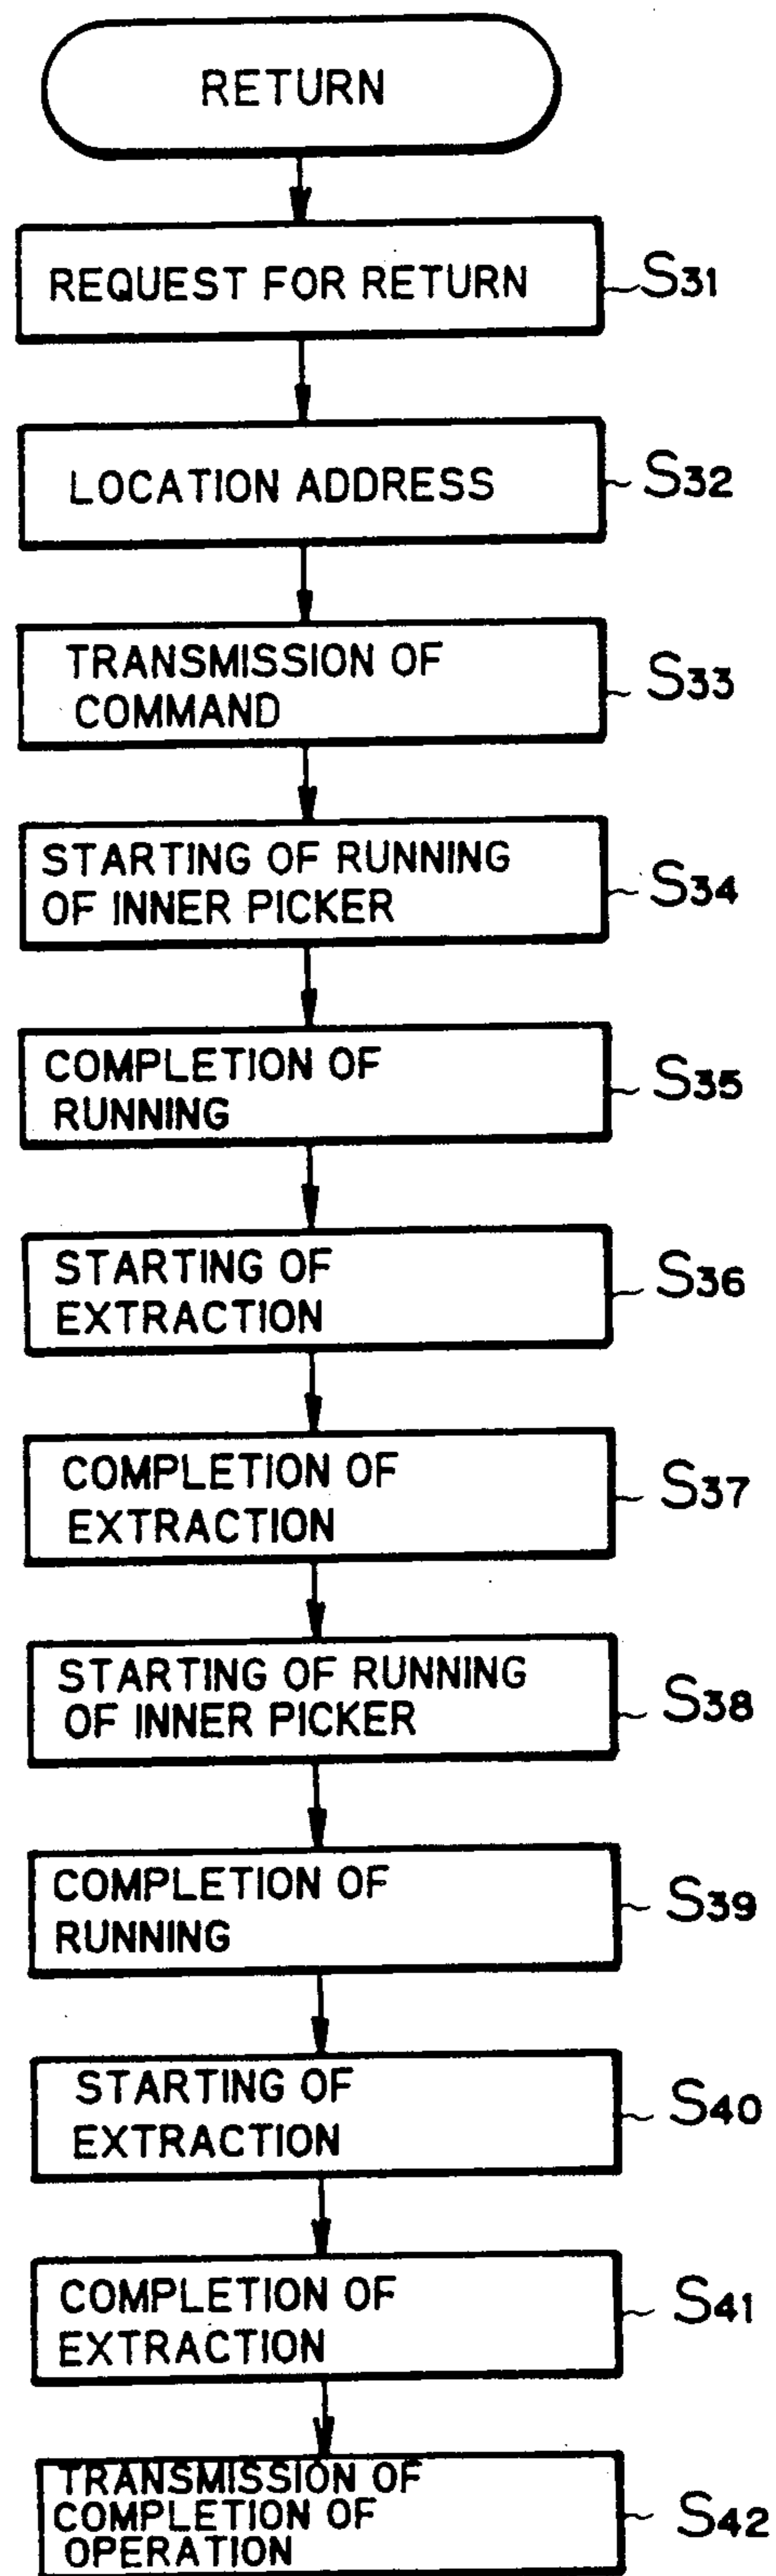 RETURN
REQUEST FOR RETURN
S31
LOCATION ADDRESS
S32
TRANSMISSION OF
COMMAND
S33
STARTING OF RUNNING
OF INNER PICKER
S34
COMPLETION OF
RUNNING
S35
STARTING OF
EXTRACTION
S36
COMPLETION OF
EXTRACTION
S37
STARTING OF RUNNING
OF INNER PICKER
S38
COMPLETION OF
RUNNING
S39
STARTING OF
EXTRACTION
S40
COMPLETION OF
EXTRACTION
S41
TRANSMISSION OF
COMPLETION OF
OPERATION
S42